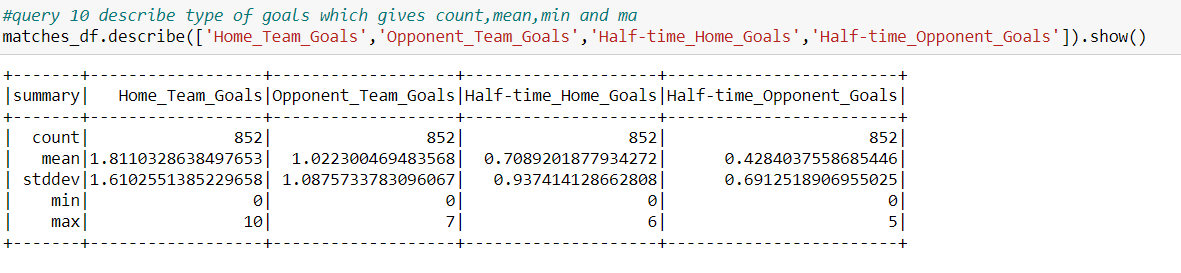 #query 10 describe type of goals which gives count,mean,min and ma
matches_df.describe(['Home_Team_Goals','Opponent_Team_Goals','Half-time_Home_Goals','Half-time_Opponent_Goals']).show()
+-------+------------------+-------------------+--------------------+------------------------+
|summary|   Home_Team_Goals|Opponent_Team_Goals|Half-time_Home_Goals|Half-time_Opponent_Goals|
+-------+------------------+-------------------+--------------------+------------------------+
|  count|               852|                852|                 852|                     852|
|   mean|1.8110328638497653|  1.022300469483568|  0.7089201877934272|      0.4284037558685446|
| stddev|1.6102551385229658| 1.0875733783096067|   0.937414128662808|      0.6912518906955025|
|    min|                 0|                  0|                   0|                       0|
|    max|                10|                  7|                   6|                       5|
+-------+------------------+-------------------+--------------------+------------------------+